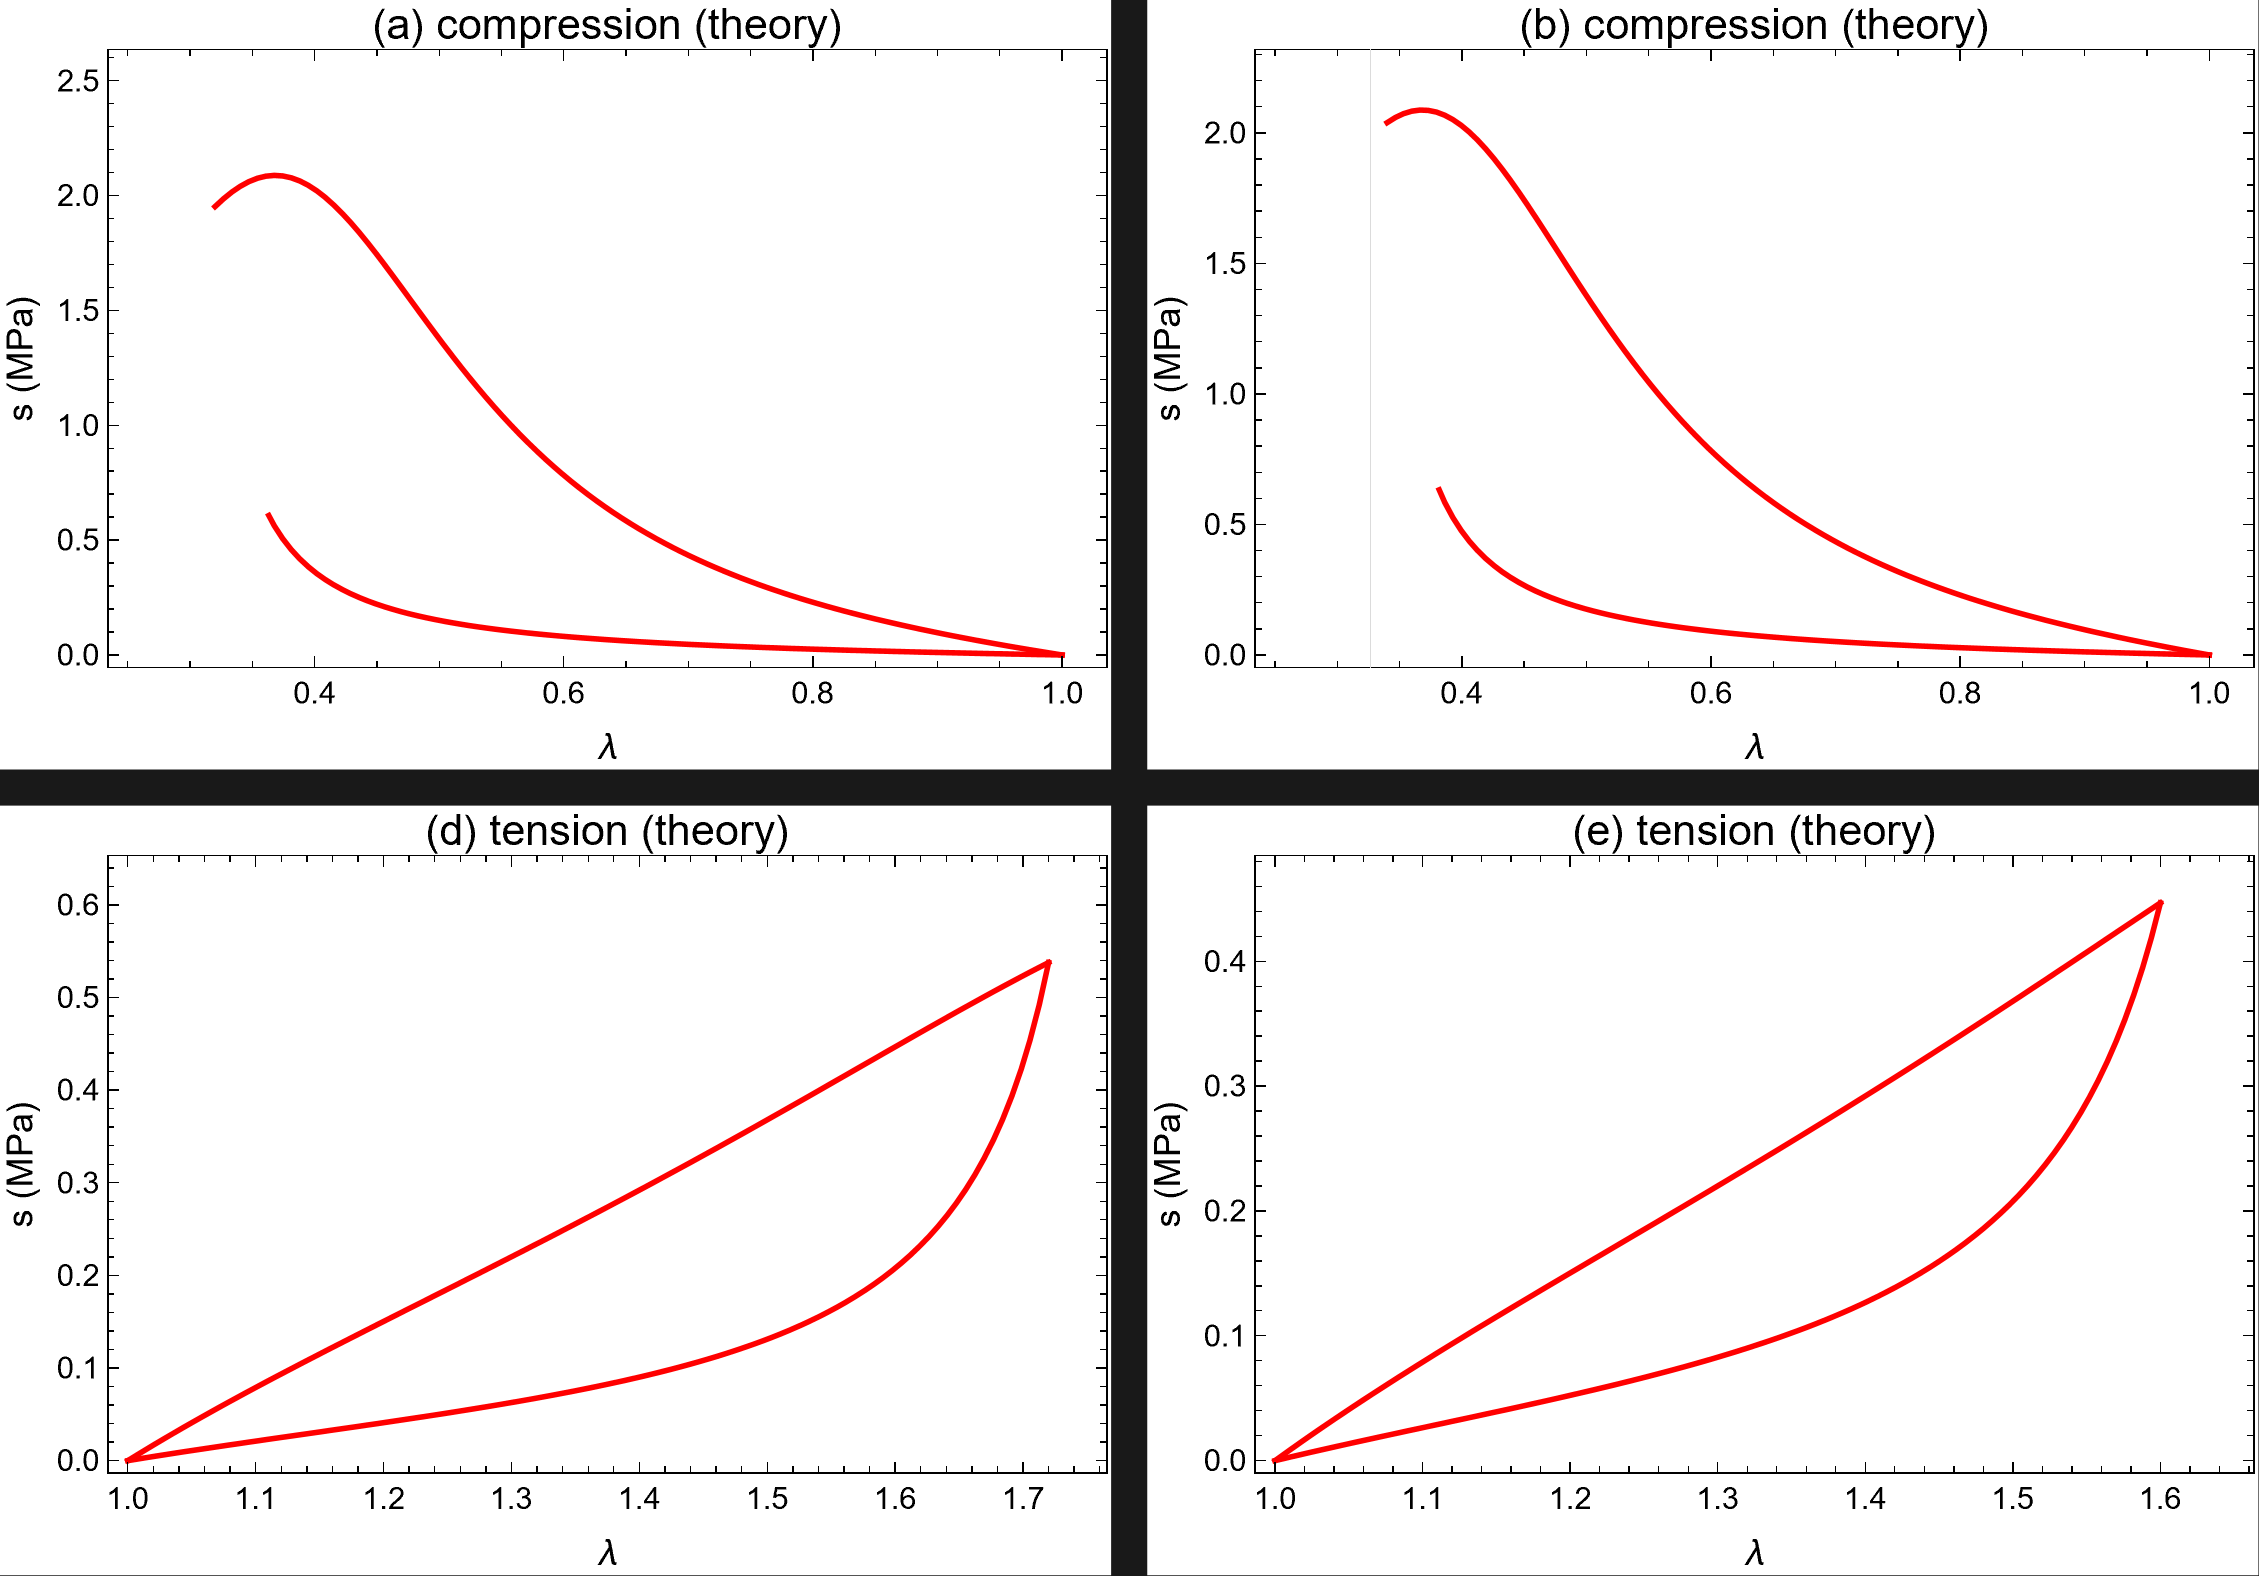 (a) compression (theory)
2.5
2.0
1.5
1.0
0.5
0.0
s (MPa)
0.4 0.6 0.8 1.0
λ
(b) compression (theory)
2.0
1.5
1.0
0.5
0.0
s (MPa)
0.4 0.6 0.8 1.0
λ
(d) tension (theory)
0.6
0.5
0.4
0.3
0.2
0.1
0.0
s (MPa)
1.0 1.1 1.2 1.3 1.4 1.5 1.6 1.7
λ
(e) tension (theory)
0.4
0.3
0.2
0.1
0.0
s (MPa)
1.0 1.1 1.2 1.3 1.4 1.5 1.6
λ